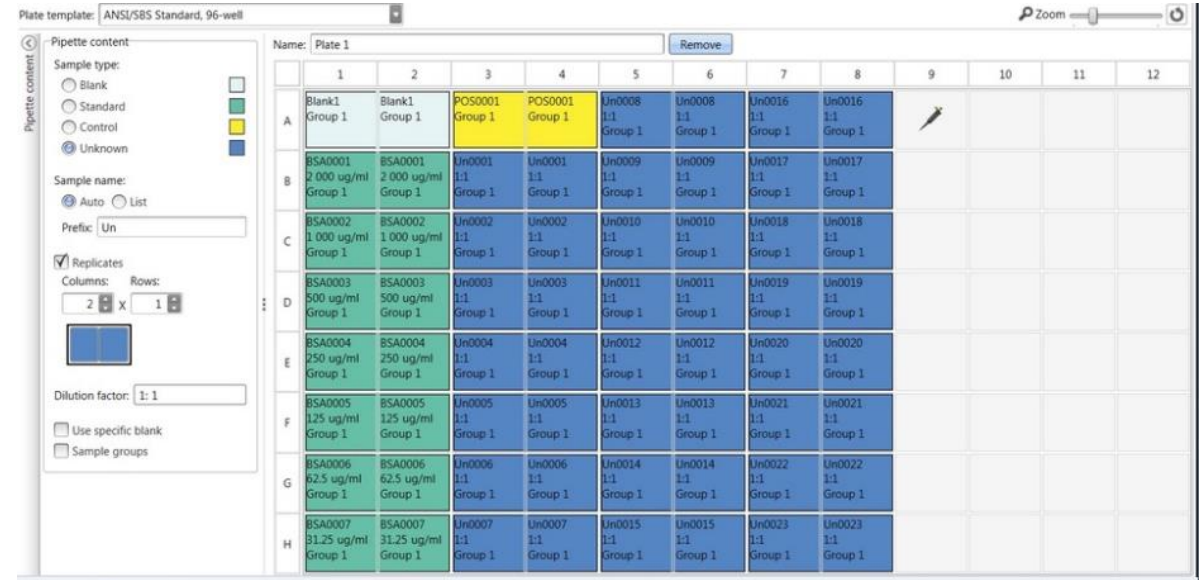 Plate template: ANSI/SBS Standard, 96-well
Zoom
Pipette content
Pipette content
Sample type:
Blank
Standard
Control
Unknown
Sample name:
Auto List
Prefix: Un
Replicates
Columns: Rows:
2 x 1
Dilution factor: 1: 1
Use specific blank
Sample groups
Name: Plate 1 Remove
1 2 3 4 5 6 7 8 9 10 11 12
Blank1 Blank1 POS0001 POS0001 Un0008 Un0008 Un0016 Un0016
A Group 1 Group 1 Group 1 Group 1 1:1 1:1 1:1 1:1
Group 1 Group 1 Group 1 Group 1
BSA0001 BSA0001 Un0001 Un0001 Un0009 Un0009 Un0017 Un0017
B 2 000 ug/ml 2 000 ug/ml 1:1 1:1 1:1 1:1 1:1 1:1
Group 1 Group 1 Group 1 Group 1 Group 1 Group 1 Group 1 Group 1
BSA0002 BSA0002 Un0002 Un0002 Un0010 Un0010 Un0018 Un0018
C 1 000 ug/ml 1 000 ug/ml 1:1 1:1 1:1 1:1 1:1 1:1
Group 1 Group 1 Group 1 Group 1 Group 1 Group 1 Group 1 Group 1
BSA0003 BSA0003 Un0003 Un0003 Un0011 Un0011 Un0019 Un0019
D 500 ug/ml 500 ug/ml 1:1 1:1 1:1 1:1 1:1 1:1
Group 1 Group 1 Group 1 Group 1 Group 1 Group 1 Group 1 Group 1
BSA0004 BSA0004 Un0004 Un0004 Un0012 Un0012 Un0020 Un0020
E 250 ug/ml 250 ug/ml 1:1 1:1 1:1 1:1 1:1 1:1
Group 1 Group 1 Group 1 Group 1 Group 1 Group 1 Group 1 Group 1
BSA0005 BSA0005 Un0005 Un0005 Un0013 Un0013 Un0021 Un0021
F 125 ug/ml 125 ug/ml 1:1 1:1 1:1 1:1 1:1 1:1
Group 1 Group 1 Group 1 Group 1 Group 1 Group 1 Group 1 Group 1
BSA0006 BSA0006 Un0006 Un0006 Un0014 Un0014 Un0022 Un0022
G 62.5 ug/ml 62.5 ug/ml 1:1 1:1 1:1 1:1 1:1 1:1
Group 1 Group 1 Group 1 Group 1 Group 1 Group 1 Group 1 Group 1
BSA0007 BSA0007 Un0007 Un0007 Un0015 Un0015 Un0023 Un0023
H 31.25 ug/ml 31.25 ug/ml 1:1 1:1 1:1 1:1 1:1 1:1
Group 1 Group 1 Group 1 Group 1 Group 1 Group 1 Group 1 Group 1